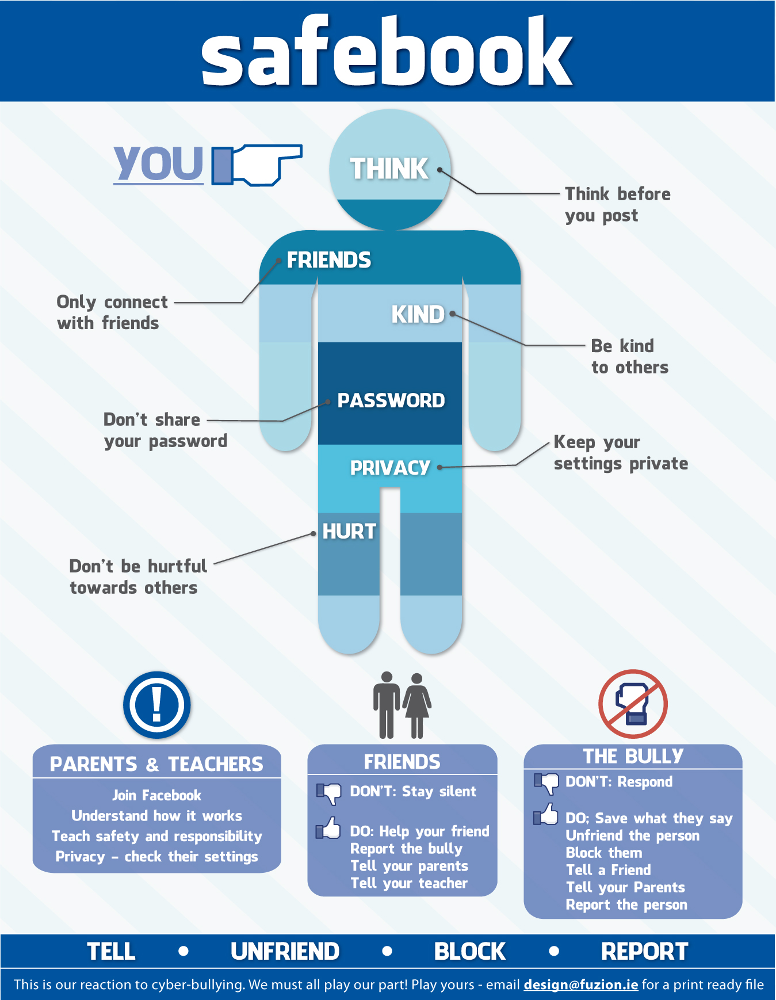 safebook
YOU
THINK
Think before
you post
FRIENDS
Only connect
with friends
KIND
Be kind
to others
PASSWORD
Don't share
your password
PRIVACY
Keep your
settings private
HURT
Don't be hurtful
towards others
PARENTS & TEACHERS
Join Facebook
Understand how it works
Teach safety and responsibility
Privacy – check their settings
FRIENDS
DON'T: Stay silent
DO: Help your friend
Report the bully
Tell your parents
Tell your teacher
THE BULLY
DON'T: Respond
DO; Save what they say
Unfriend the person
Block them
Tell a Friend
Tell your Parents
Report the person
TELL • UNFRIEND • BLOCK • REPORT
This is our reaction to cyber-bullying. We must all play our part! Play yours - email design@fuzion.ie for a print ready file